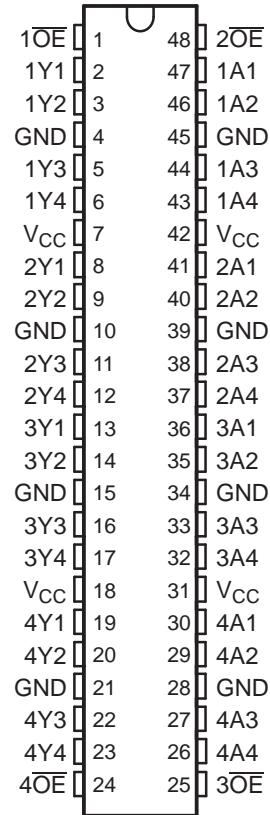 1O̅E̅ 1 48 2O̅E̅
1Y1 2 47 1A1
1Y2 3 46 1A2
GND 4 45 GND
1Y3 5 44 1A3
1Y4 6 43 1A4
VCC 7 42 VCC
2Y1 8 41 2A1
2Y2 9 40 2A2
GND 10 39 GND
2Y3 11 38 2A3
2Y4 12 37 2A4
3Y1 13 36 3A1
3Y2 14 35 3A2
GND 15 34 GND
3Y3 16 33 3A3
3Y4 17 32 3A4
VCC 18 31 VCC
4Y1 19 30 4A1
4Y2 20 29 4A2
GND 21 28 GND
4Y3 22 27 4A3
4Y4 23 26 4A4
4O̅E̅ 24 25 3O̅E̅